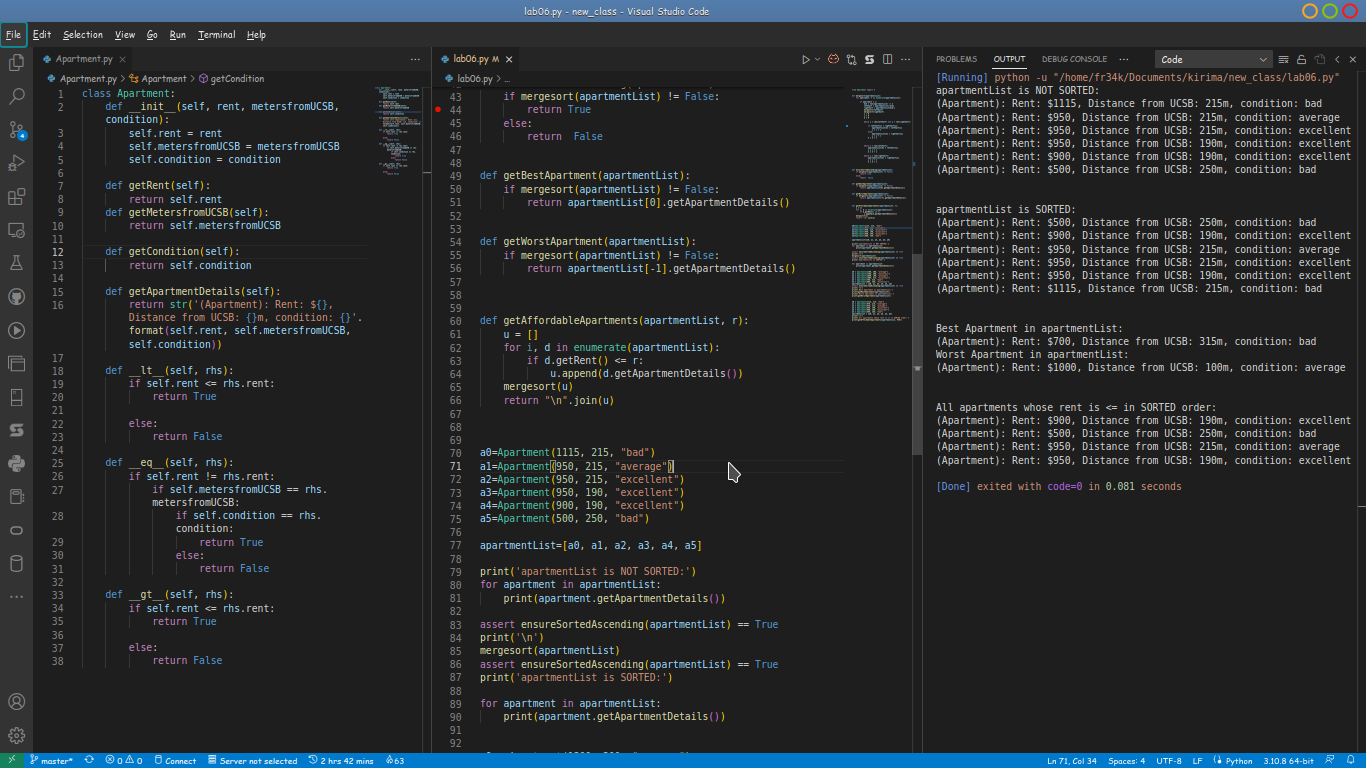 lab06.py - new_class - Visual Studio Code
File Edit Selection View Go Run Terminal Help
Apartment.py
Apartment.py > Apartment > getCondition
1 class Apartment:
2 def __init__(self, rent, metersfromUCSB,
condition):
3 self.rent = rent
4 self.metersfromUCSB = metersfromUCSB
5 self.condition = condition
6
7 def getRent(self):
8 return self.rent
9 def getMetersfromUCSB(self):
10 return self.metersfromUCSB
11
12 def getCondition(self):
13 return self.condition
14
15 def getApartmentDetails(self):
16 return str('(Apartment): Rent: ${},
Distance from UCSB: {}m, condition: {}'.
format(self.rent, self.metersfromUCSB,
self.condition))
17
18 def __lt__(self, rhs):
19 if self.rent <= rhs.rent:
20 return True
21
22 else:
23 return False
24
25 def __eq__(self, rhs):
26 if self.rent != rhs.rent:
27 if self.metersfromUCSB == rhs.
metersfromUCSB:
28 if self.condition == rhs.
condition:
29 return True
30 else:
31 return False
32
33 def __gt__(self, rhs):
34 if self.rent <= rhs.rent:
35 return True
36
37 else:
38 return False
lab06.py M
lab06.py > ...
43 if mergesort(apartmentList) != False:
44 return True
45 else:
46 return False
47
48
49 def getBestApartment(apartmentList):
50 if mergesort(apartmentList) != False:
51 return apartmentList[0].getApartmentDetails()
52
53
54 def getWorstApartment(apartmentList):
55 if mergesort(apartmentList) != False:
56 return apartmentList[-1].getApartmentDetails()
57
58
59
60 def getAffordableApartments(apartmentList, r):
61 u = []
62 for i, d in enumerate(apartmentList):
63 if d.getRent() <= r:
64 u.append(d.getApartmentDetails())
65 mergesort(u)
66 return "\n".join(u)
67
68
69
70 a0=Apartment(1115, 215, "bad")
71 a1=Apartment(950, 215, "average")
72 a2=Apartment(950, 215, "excellent")
73 a3=Apartment(950, 190, "excellent")
74 a4=Apartment(900, 190, "excellent")
75 a5=Apartment(500, 250, "bad")
76
77 apartmentList=[a0, a1, a2, a3, a4, a5]
78
79 print('apartmentList is NOT SORTED:')
80 for apartment in apartmentList:
81 print(apartment.getApartmentDetails())
82
83 assert ensureSortedAscending(apartmentList) == True
84 print('\n')
85 mergesort(apartmentList)
86 assert ensureSortedAscending(apartmentList) == True
87 print('apartmentList is SORTED:')
88
89 for apartment in apartmentList:
90 print(apartment.getApartmentDetails())
91
92
PROBLEMS OUTPUT DEBUG CONSOLE Code
[Running] python -u "/home/fr34k/Documents/kirima/new_class/lab06.py"
apartmentList is NOT SORTED:
(Apartment): Rent: $1115, Distance from UCSB: 215m, condition: bad
(Apartment): Rent: $950, Distance from UCSB: 215m, condition: average
(Apartment): Rent: $950, Distance from UCSB: 215m, condition: excellent
(Apartment): Rent: $950, Distance from UCSB: 190m, condition: excellent
(Apartment): Rent: $900, Distance from UCSB: 190m, condition: excellent
(Apartment): Rent: $500, Distance from UCSB: 250m, condition: bad
apartmentList is SORTED:
(Apartment): Rent: $500, Distance from UCSB: 250m, condition: bad
(Apartment): Rent: $900, Distance from UCSB: 190m, condition: excellent
(Apartment): Rent: $950, Distance from UCSB: 215m, condition: average
(Apartment): Rent: $950, Distance from UCSB: 215m, condition: excellent
(Apartment): Rent: $950, Distance from UCSB: 190m, condition: excellent
(Apartment): Rent: $1115, Distance from UCSB: 215m, condition: bad
Best Apartment in apartmentList:
(Apartment): Rent: $700, Distance from UCSB: 315m, condition: bad
Worst Apartment in apartmentList:
(Apartment): Rent: $1000, Distance from UCSB: 100m, condition: average
All apartments whose rent is <= in SORTED order:
(Apartment): Rent: $900, Distance from UCSB: 190m, condition: excellent
(Apartment): Rent: $500, Distance from UCSB: 250m, condition: bad
(Apartment): Rent: $950, Distance from UCSB: 215m, condition: average
(Apartment): Rent: $950, Distance from UCSB: 190m, condition: excellent
[Done] exited with code=0 in 0.081 seconds
4
master* 0 0 Connect Server not selected 2 hrs 42 mins 63 Ln 71, Col 34 Spaces: 4 UTF-8 LF Python 3.10.8 64-bit